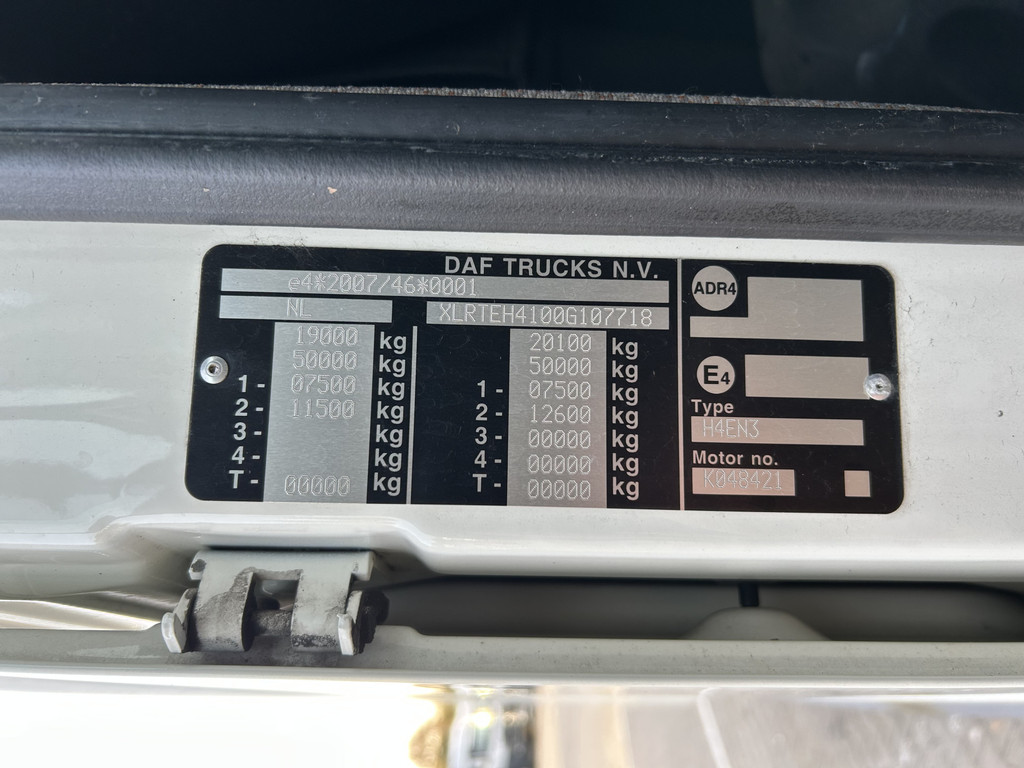 DAF TRUCKS N.V.
e4*2007/46*0001
NL XLRTEH4100G107718
19000 kg 20100 kg
50000 kg 50000 kg
1- 07500 kg 1- 07500 kg
2- 11500 kg 2- 12600 kg
3- kg 3- 00000 kg
4- kg 4- 00000 kg
T- 00000 kg T- 00000 kg
ADR4
E4
Type
H4EN3
Motor no.
K048421